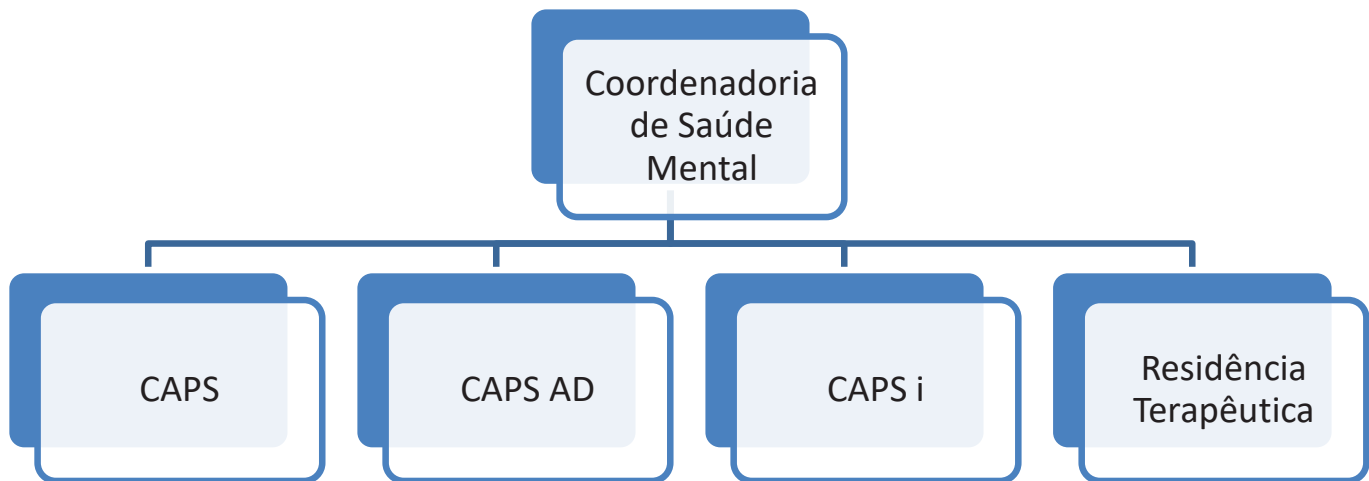 Coordenadoria
de Saúde
Mental
CAPS
CAPS AD
CAPS i
Residência
Terapêutica